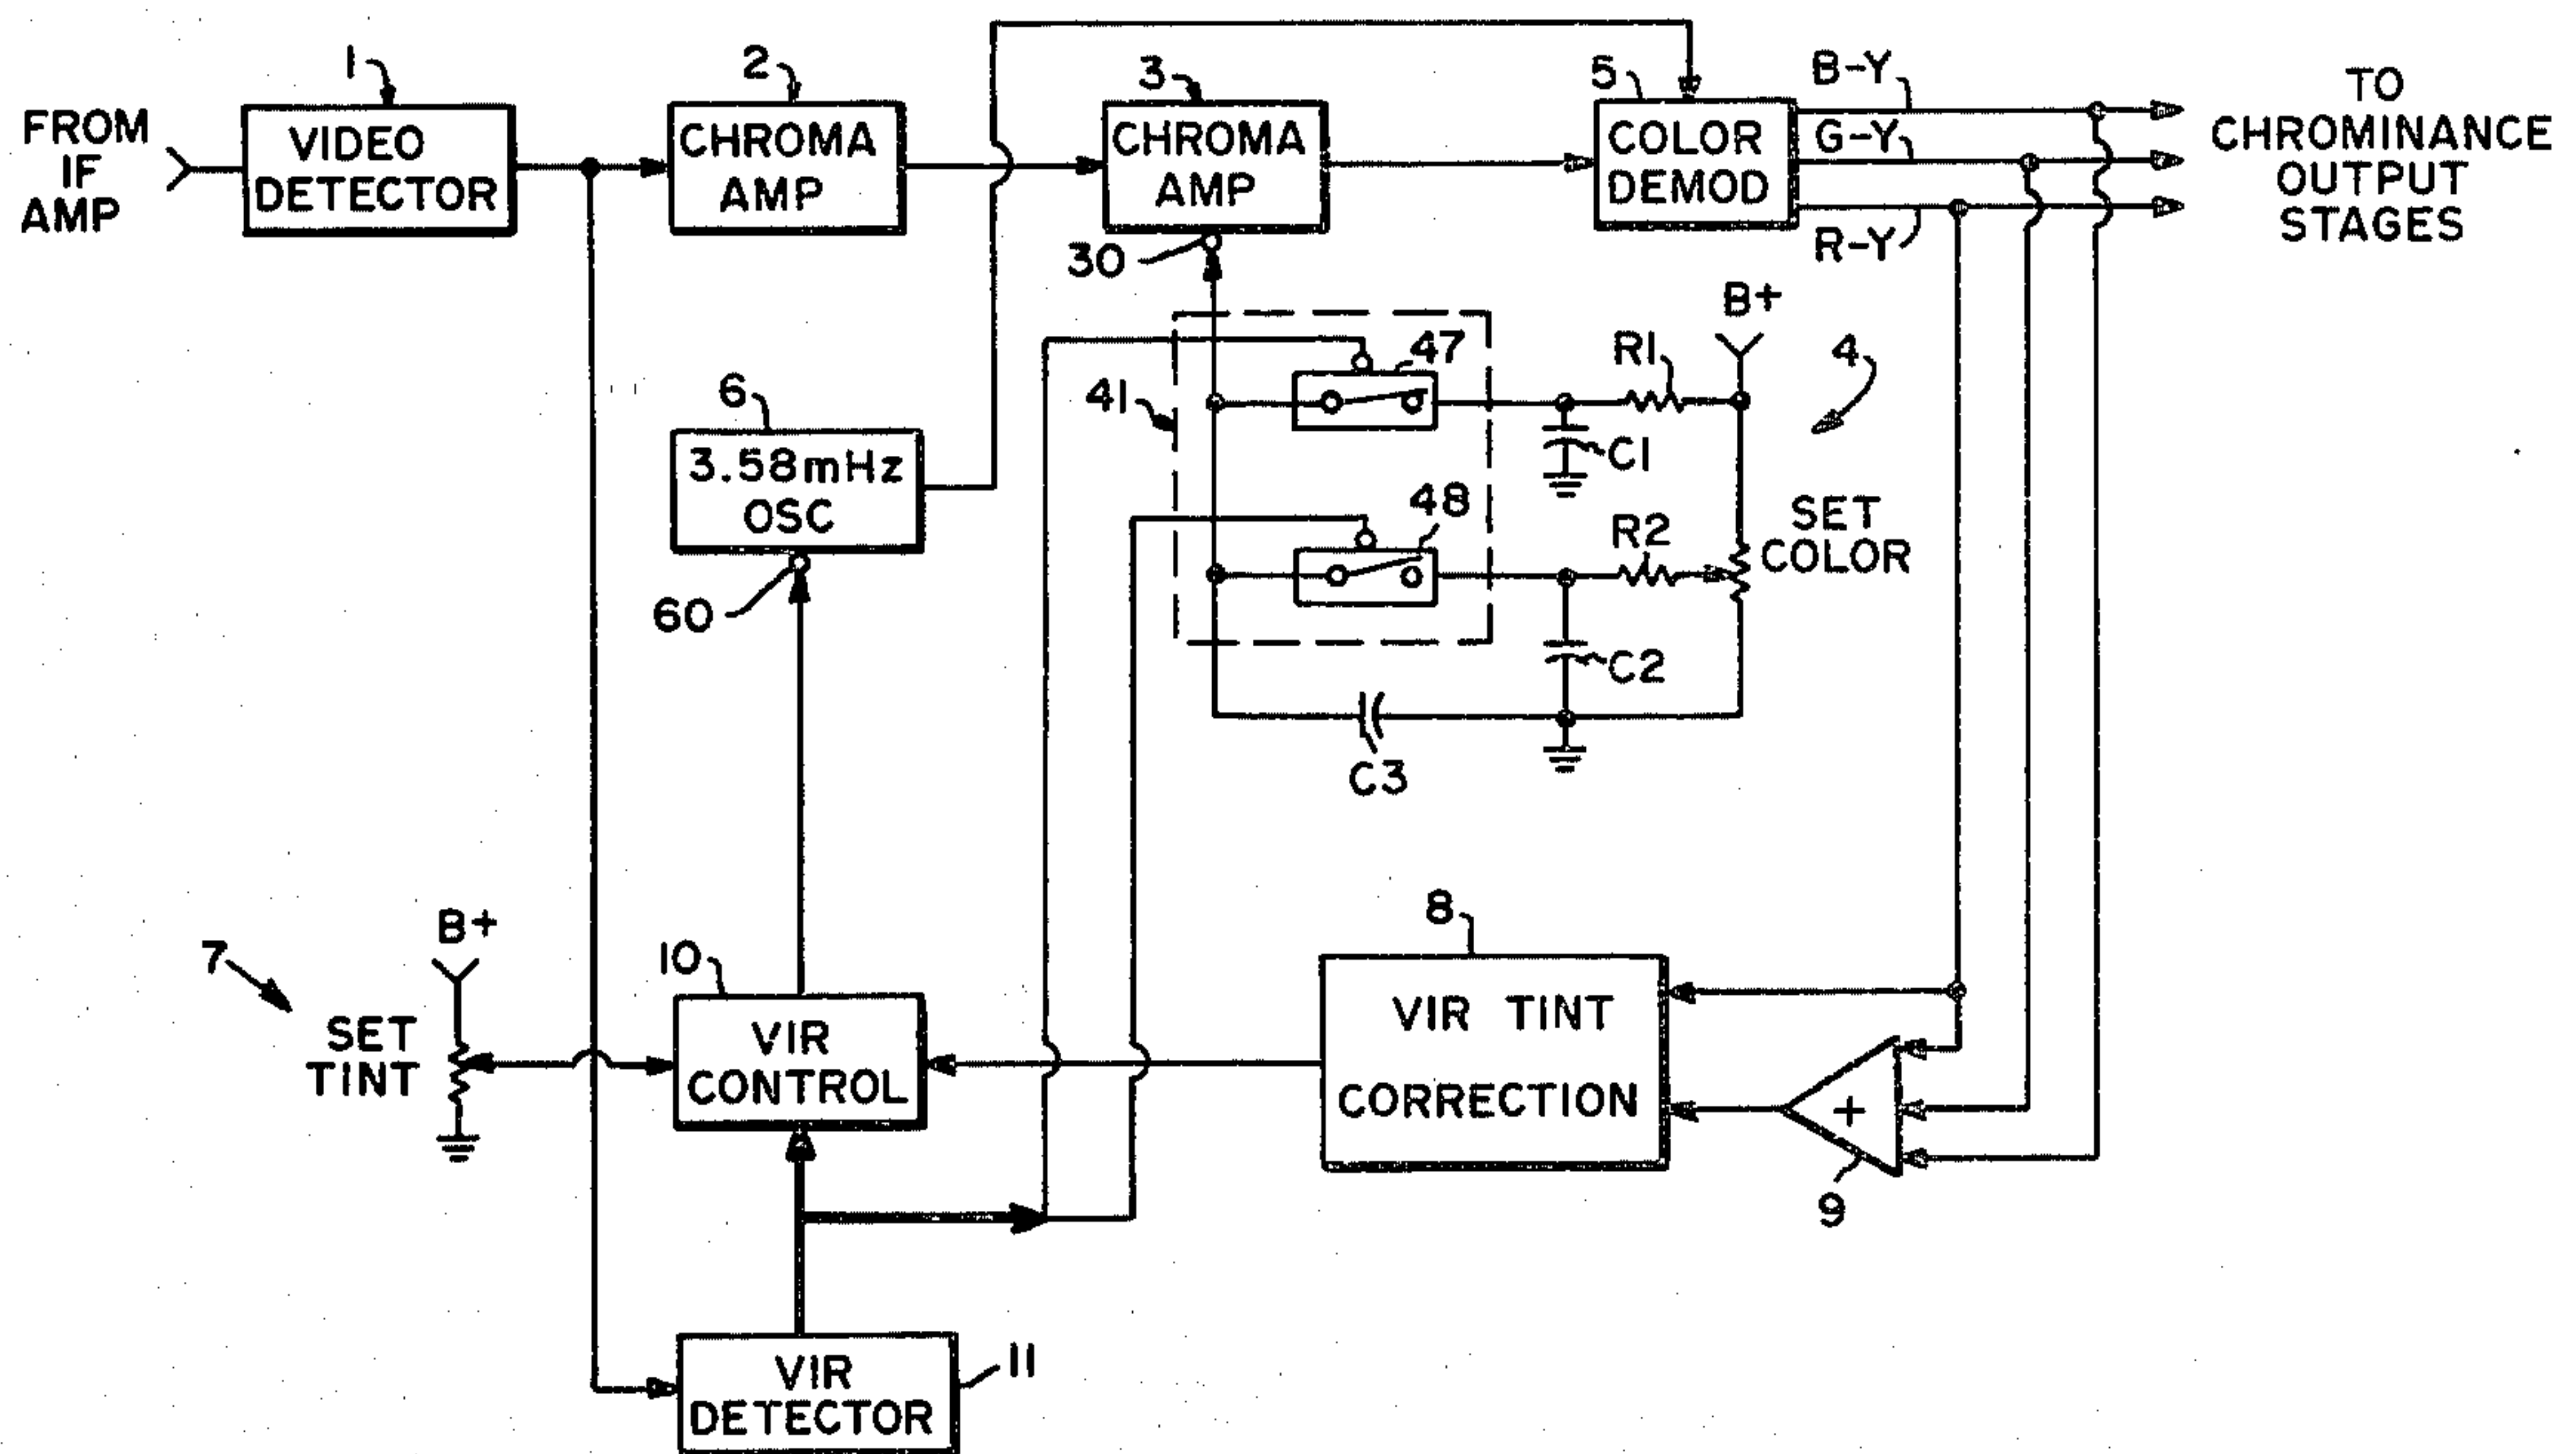 FROM
IF
AMP
1
VIDEO
DETECTOR
2
CHROMA
AMP
3
CHROMA
AMP
30
5
COLOR
DEMOD
B-Y
G-Y
R-Y
TO
CHROMINANCE
OUTPUT
STAGES
6
3.58mHz
OSC
60
41
47
48
R1
C1
B+
4
R2
C2
SET
COLOR
C3
7
B+
SET
TINT
10
VIR
CONTROL
8
VIR TINT
CORRECTION
+
9
VIR
DETECTOR
11